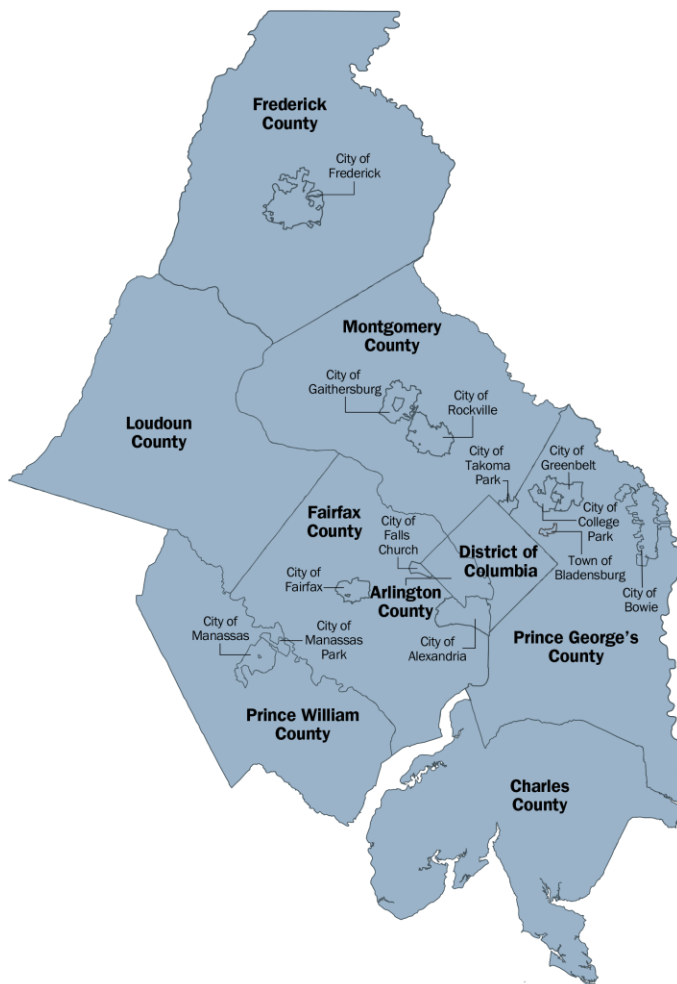 Frederick
County
City of
Frederick
Montgomery
County
City of
Gaithersburg
City of
Rockville
Loudoun
County
City of
Takoma
Park
City of
Greenbelt
City of
College
Park
Fairfax
County
City of
Falls
Church
District of
Columbia
Town of
Bladensburg
City of
Fairfax
Arlington
County
City of
Bowie
City of
Manassas
City of
Manassas
Park
City of
Alexandria
Prince George's
County
Prince William
County
Charles
County